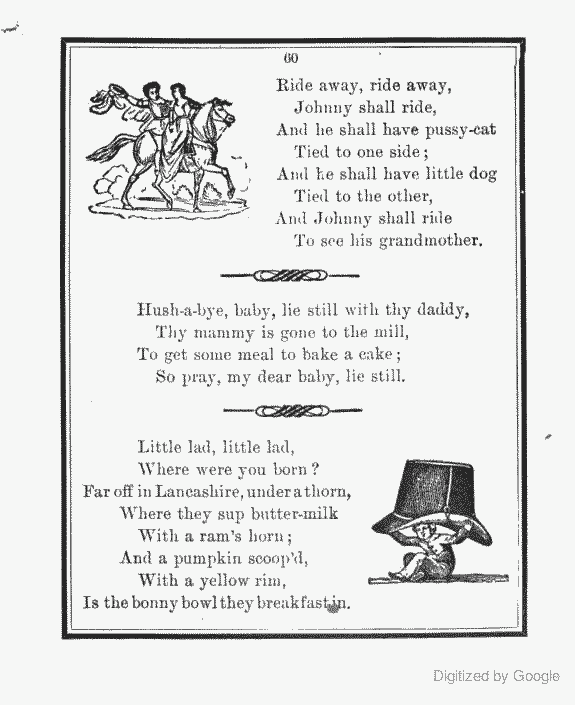 60
Ride away, ride away,
Johnny shall ride,
And he shall have pussy-cat
Tied to one side;
And he shall have little dog
Tied to the other,
And Johnny shall ride
To see his grandmother.
Hush-a-bye, baby, lie still with thy daddy,
Thy mammy is gone to the mill,
To get some meal to bake a cake;
So pray, my dear baby, lie still.
Little lad, little lad,
Where were you born?
Far off in Lancashire, under a thorn,
Where they sup butter-milk
With a ram's horn;
And a pumpkin scoop'd,
With a yellow rim,
Is the bonny bowl they breakfast in.
Digitized by Google